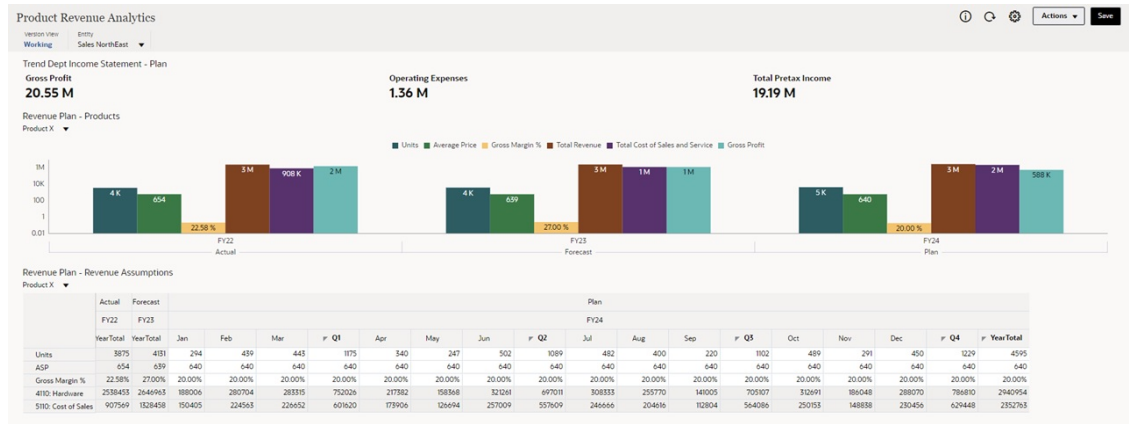 Product Revenue Analytics
Actions
Save
Version View Entity
Working Sales NorthEast
Trend Dept Income Statement - Plan
Gross Profit Operating Expenses Total Pretax Income
20.55 M 1.36 M 19.19 M
Revenue Plan - Products
Product X
Units Average Price Gross Margin % Total Revenue Total Cost of Sales and Service Gross Profit
1M
10K
100
1
0.01
4 K 654 22.58 % 3 M 908 K 2 M
4 K 639 27.00 % 3 M 1 M 1 M
5 K 640 20.00 % 3 M 2 M 588 K
FY22 FY23 FY24
Actual Forecast Plan
Revenue Plan - Revenue Assumptions
Product X
Actual Forecast Plan
FY22 FY23 FY24
YearTotal YearTotal Jan Feb Mar Q1 Apr May Jun Q2 Jul Aug Sep Q3 Oct Nov Dec Q4 YearTotal
Units 3875 4131 294 439 443 1175 340 247 502 1089 482 400 220 1102 489 291 450 1229 4595
ASP 654 639 640 640 640 640 640 640 640 640 640 640 640 640 640 640 640 640 640
Gross Margin % 22.58% 27.00% 20.00% 20.00% 20.00% 20.00% 20.00% 20.00% 20.00% 20.00% 20.00% 20.00% 20.00% 20.00% 20.00% 20.00% 20.00% 20.00% 20.00%
4110: Hardware 2538453 2646963 188006 280704 283315 752026 217382 158368 321261 697011 308333 255770 141005 705107 312691 186048 288070 786810 2940954
5110: Cost of Sales 907569 1328458 150405 224563 226652 601620 173906 126694 257009 557609 246666 204616 112804 564086 250153 148838 230456 629448 2352763